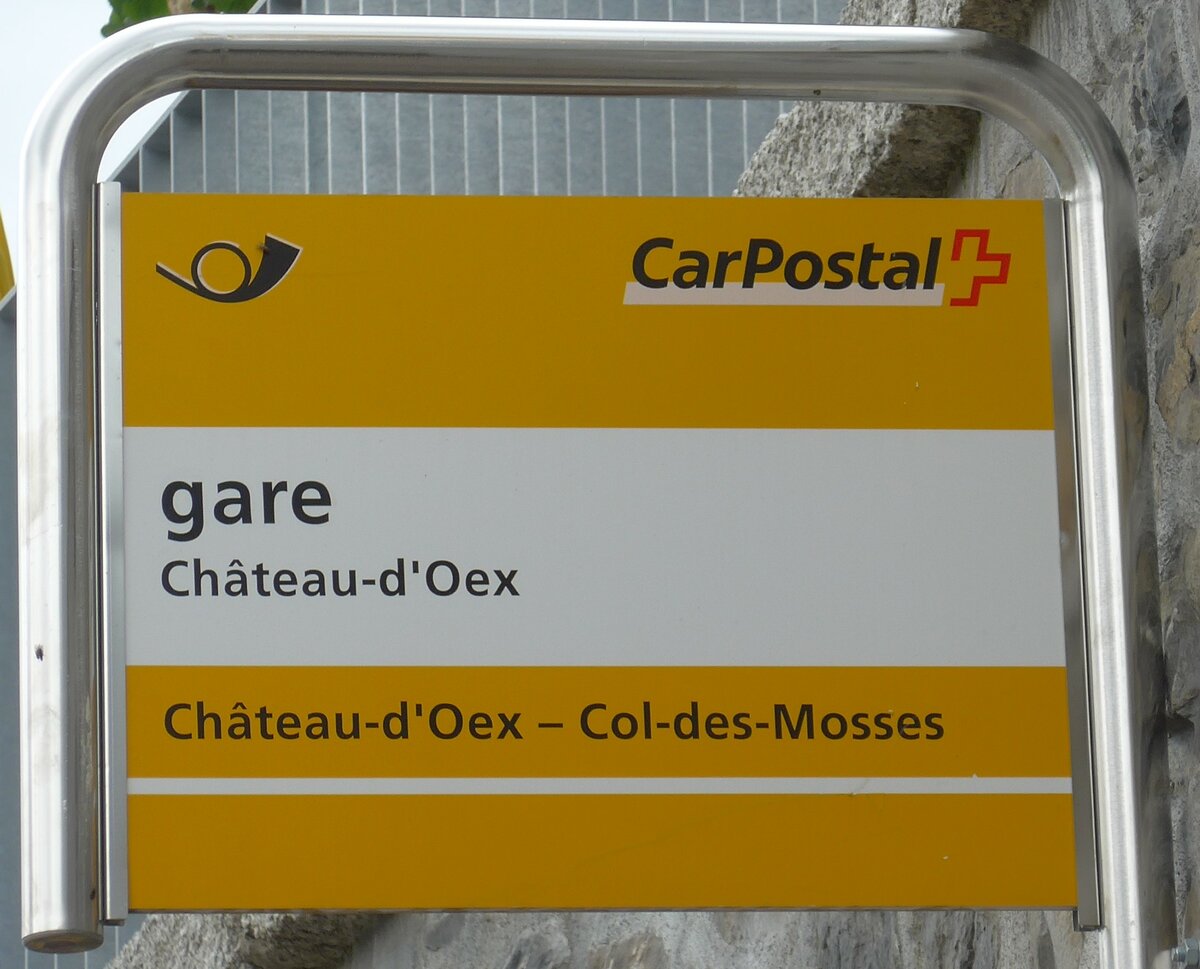 CarPostal
gare
Château-d'Oex
Château-d'Oex – Col-des-Mosses